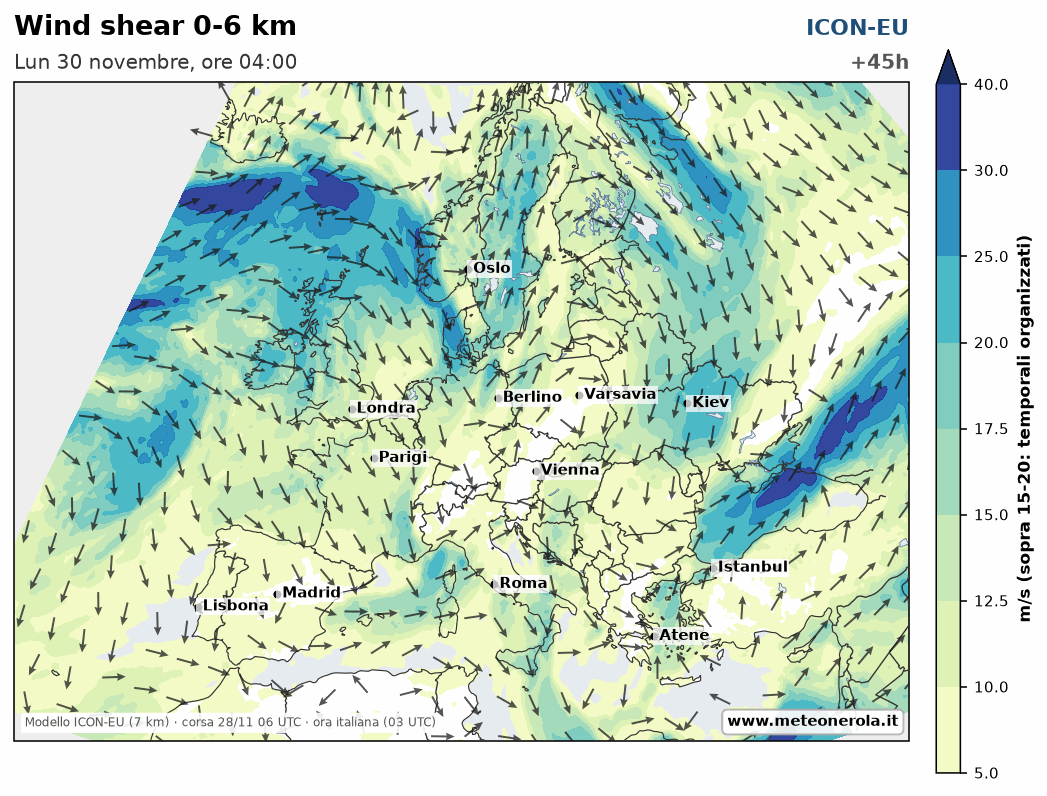 Wind shear 0-6 km
ICON-EU
Lun 30 novembre, ore 04:00
+45h
40.0
30.0
25.0
20.0
17.5
15.0
12.5
10.0
5.0
m/s (sopra 15-20: temporali organizzati)
Oslo
Berlino
Varsavia
Kiev
Londra
Parigi
Vienna
Istanbul
Roma
Madrid
Lisbona
Atene
Modello ICON-EU (7 km) · corsa 28/11 06 UTC · ora italiana (03 UTC)
www.meteonerola.it